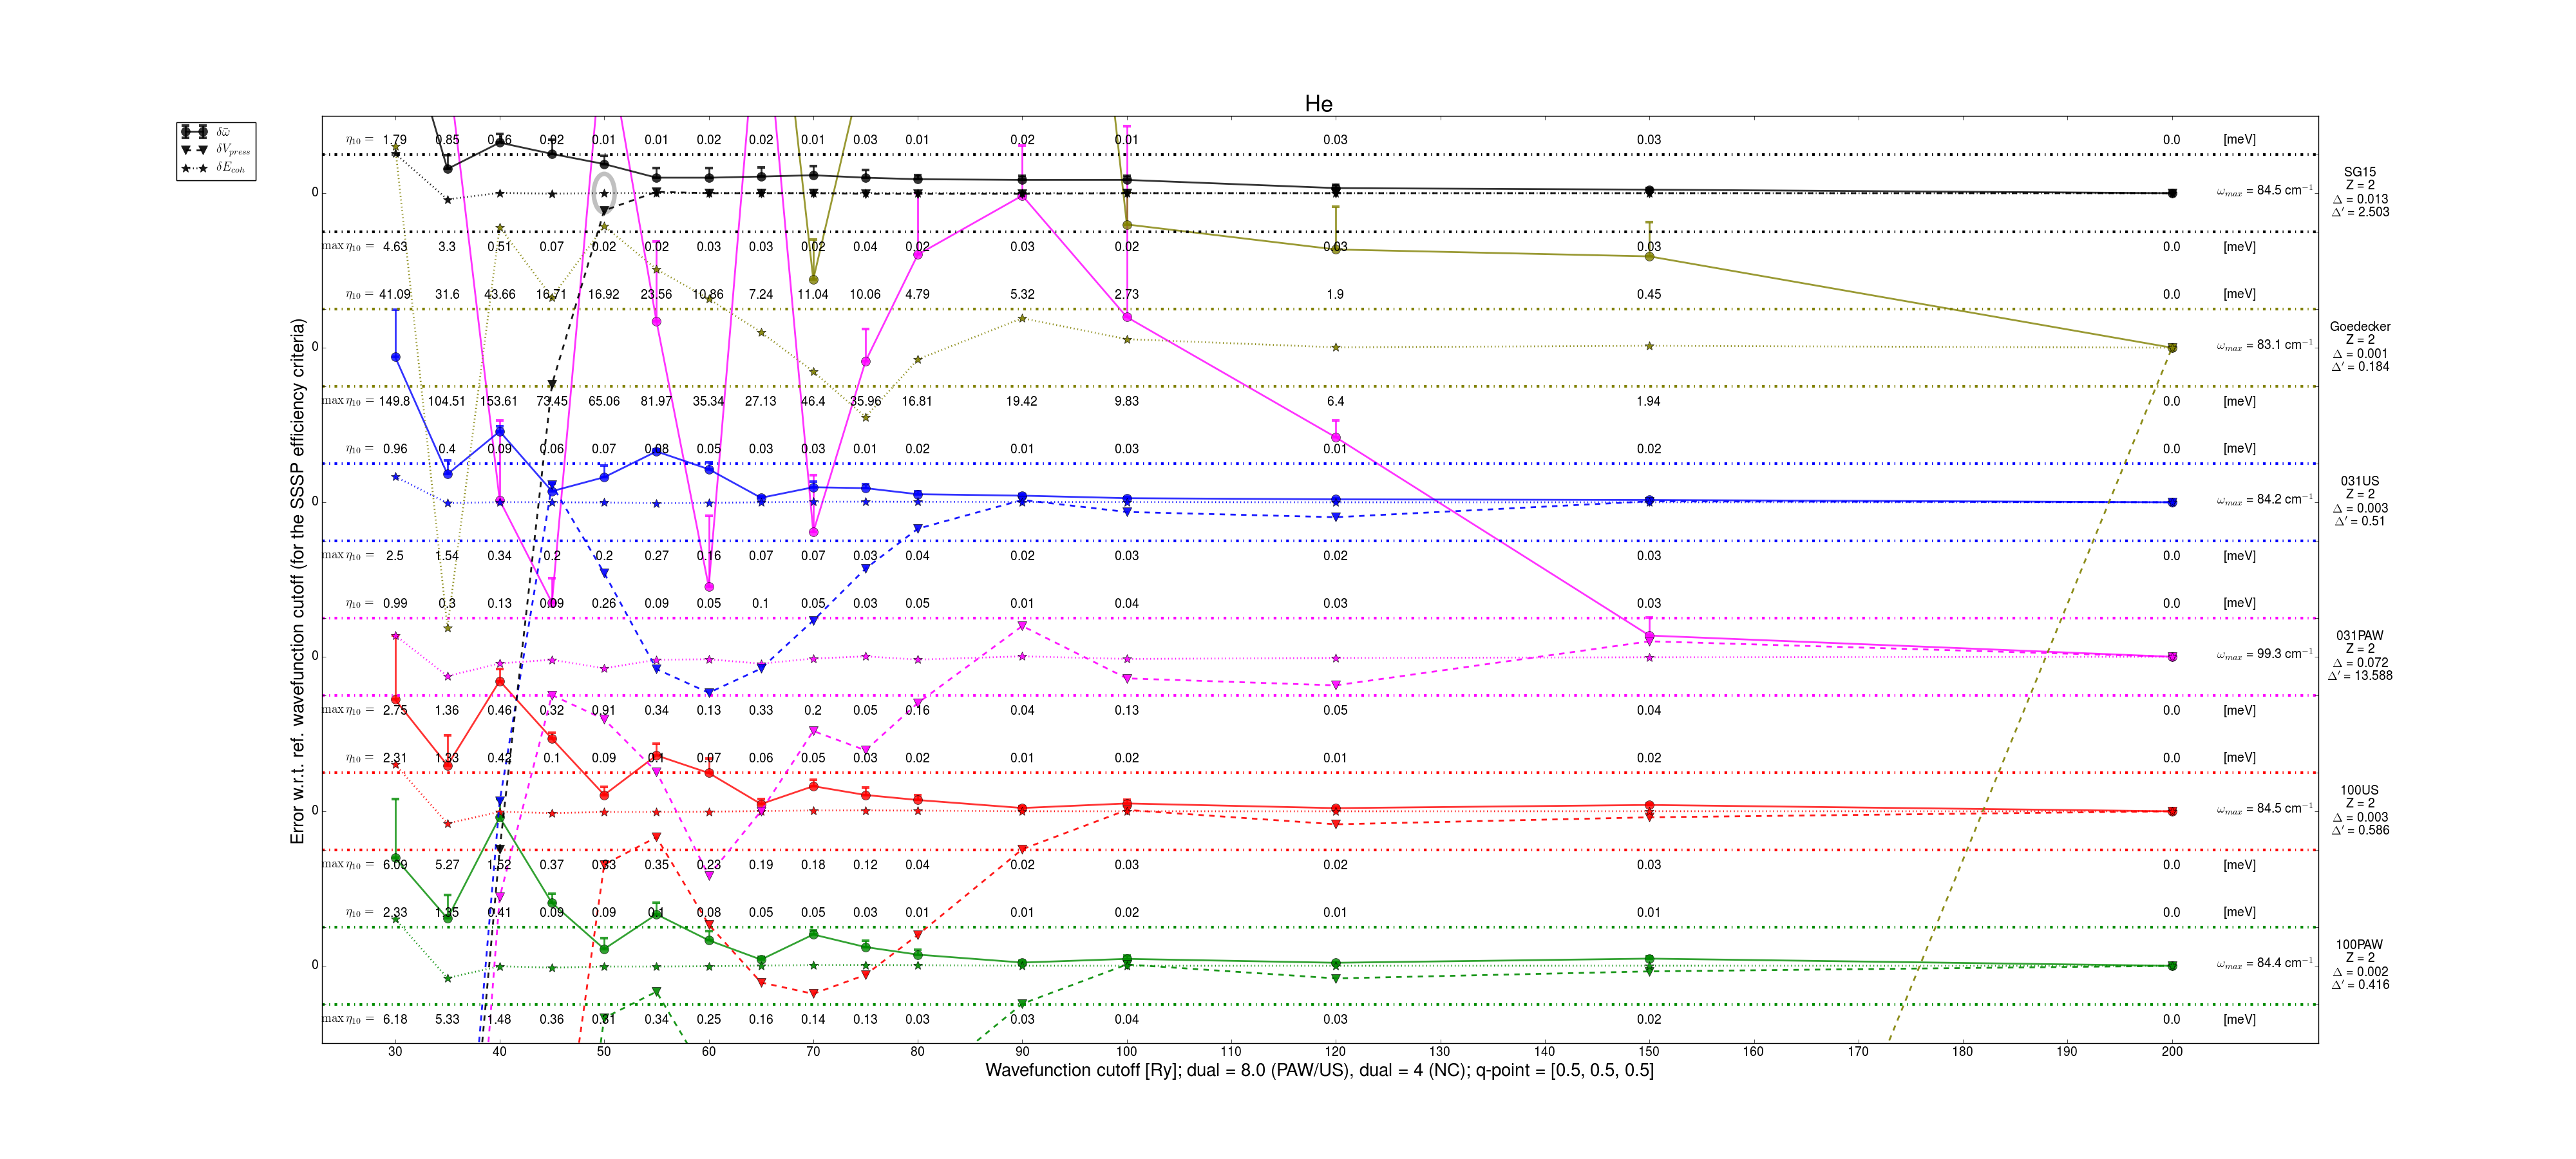 He
δω̄
δV_press
δE_coh
η₁₀ = 1.79 0.85 0.16 0.02 0.01 0.01 0.02 0.02 0.01 0.03 0.01 0.02 0.01 0.03 0.03 0.0 [meV]
0 ω_max = 84.5 cm⁻¹
SG15
Z = 2
Δ = 0.013
Δ′ = 2.503
max η₁₀ = 4.63 3.3 0.51 0.07 0.02 0.02 0.03 0.03 0.02 0.04 0.02 0.03 0.02 0.03 0.03 0.0 [meV]
η₁₀ = 41.09 31.6 43.66 16.71 16.92 23.56 10.86 7.24 11.04 10.06 4.79 5.32 2.73 1.9 0.45 0.0 [meV]
0 ω_max = 83.1 cm⁻¹
Goedecker
Z = 2
Δ = 0.001
Δ′ = 0.184
max η₁₀ = 149.8 104.51 153.61 73.45 65.06 81.97 35.34 27.13 46.4 35.96 16.81 19.42 9.83 6.4 1.94 0.0 [meV]
η₁₀ = 0.96 0.4 0.09 0.06 0.07 0.08 0.05 0.03 0.03 0.01 0.02 0.01 0.03 0.01 0.02 0.0 [meV]
0 ω_max = 84.2 cm⁻¹
031US
Z = 2
Δ = 0.003
Δ′ = 0.51
max η₁₀ = 2.5 1.54 0.34 0.2 0.2 0.27 0.16 0.07 0.07 0.03 0.04 0.02 0.03 0.02 0.03 0.0 [meV]
η₁₀ = 0.99 0.3 0.13 0.09 0.26 0.09 0.05 0.1 0.05 0.03 0.05 0.01 0.04 0.03 0.03 0.0 [meV]
0 ω_max = 99.3 cm⁻¹
031PAW
Z = 2
Δ = 0.072
Δ′ = 13.588
max η₁₀ = 2.75 1.36 0.46 0.32 0.91 0.34 0.13 0.33 0.2 0.05 0.16 0.04 0.13 0.05 0.04 0.0 [meV]
η₁₀ = 2.31 1.33 0.42 0.1 0.09 0.1 0.07 0.06 0.05 0.03 0.02 0.01 0.02 0.01 0.02 0.0 [meV]
0 ω_max = 84.5 cm⁻¹
100US
Z = 2
Δ = 0.003
Δ′ = 0.586
max η₁₀ = 6.09 5.27 1.52 0.37 0.33 0.35 0.23 0.19 0.18 0.12 0.04 0.02 0.03 0.02 0.03 0.0 [meV]
η₁₀ = 2.33 1.35 0.41 0.09 0.09 0.1 0.08 0.05 0.05 0.03 0.01 0.01 0.02 0.01 0.01 0.0 [meV]
0 ω_max = 84.4 cm⁻¹
100PAW
Z = 2
Δ = 0.002
Δ′ = 0.416
max η₁₀ = 6.18 5.33 1.48 0.36 0.31 0.34 0.25 0.16 0.14 0.13 0.03 0.03 0.04 0.03 0.02 0.0 [meV]
30 40 50 60 70 80 90 100 110 120 130 140 150 160 170 180 190 200
Wavefunction cutoff [Ry]; dual = 8.0 (PAW/US), dual = 4 (NC); q-point = [0.5, 0.5, 0.5]
Error w.r.t. ref. wavefunction cutoff (for the SSSP efficiency criteria)